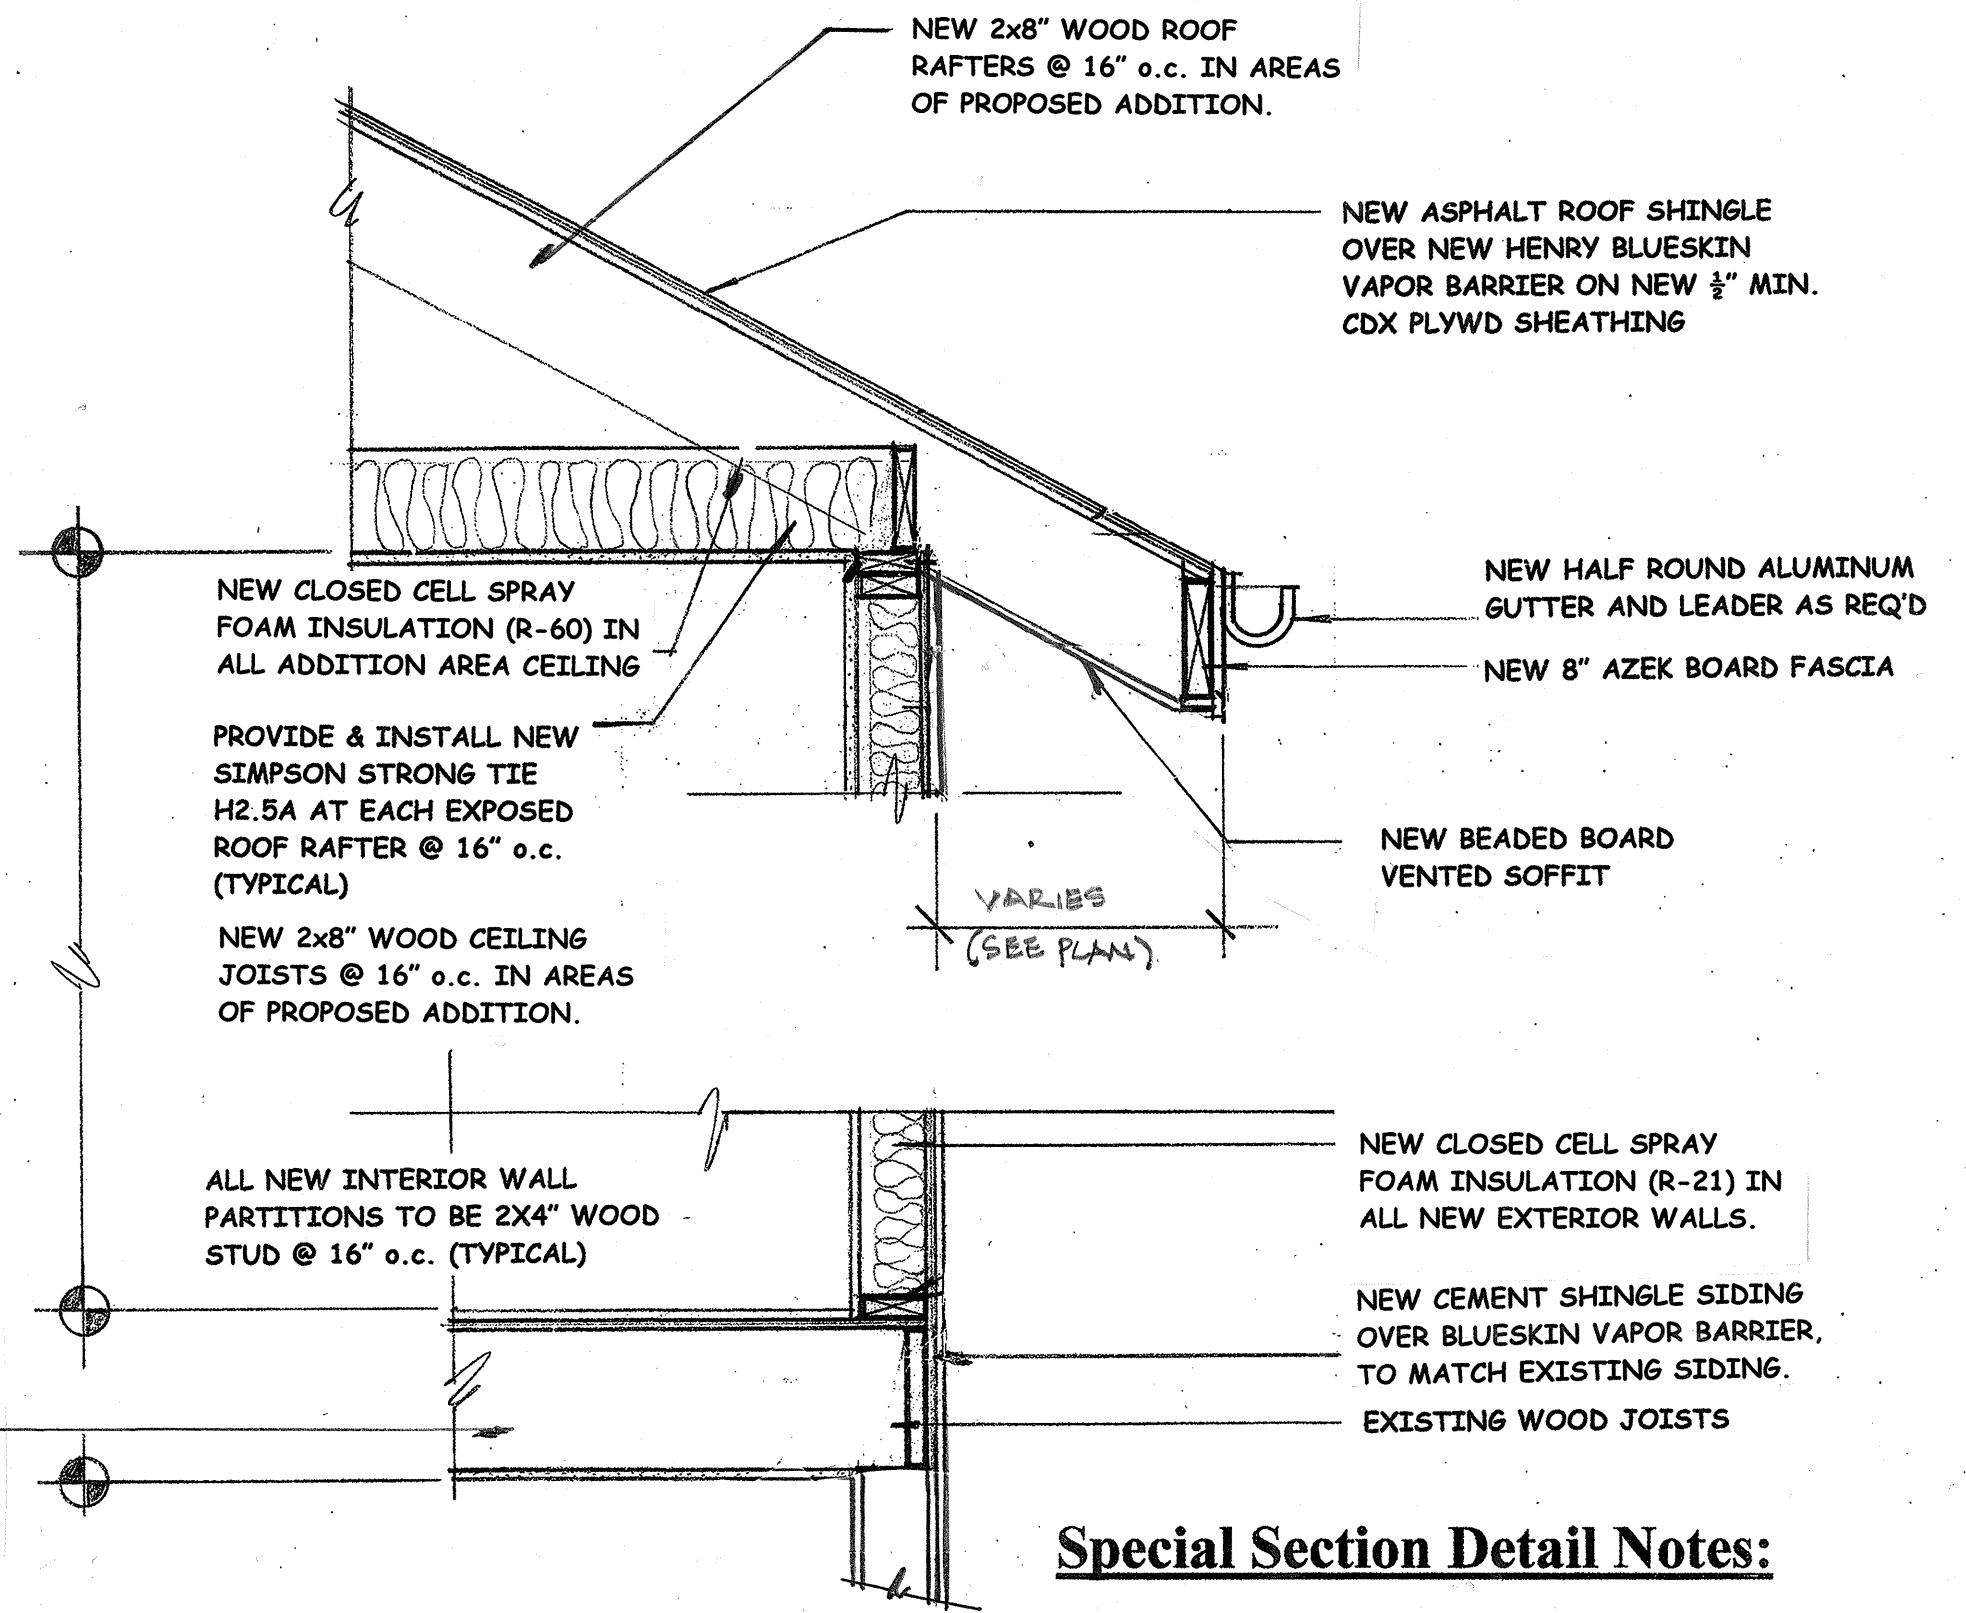 NEW 2x8" WOOD ROOF
RAFTERS @ 16" o.c. IN AREAS
OF PROPOSED ADDITION.
NEW ASPHALT ROOF SHINGLE
OVER NEW HENRY BLUESKIN
VAPOR BARRIER ON NEW ½" MIN.
CDX PLYWD SHEATHING
NEW HALF ROUND ALUMINUM
GUTTER AND LEADER AS REQ'D
NEW 8" AZEK BOARD FASCIA
NEW CLOSED CELL SPRAY
FOAM INSULATION (R-60) IN
ALL ADDITION AREA CEILING
PROVIDE & INSTALL NEW
SIMPSON STRONG TIE
H2.5A AT EACH EXPOSED
ROOF RAFTER @ 16" o.c.
(TYPICAL)
NEW BEADED BOARD
VENTED SOFFIT
VARIES
(SEE PLAN)
NEW 2x8" WOOD CEILING
JOISTS @ 16" o.c. IN AREAS
OF PROPOSED ADDITION.
ALL NEW INTERIOR WALL
PARTITIONS TO BE 2X4" WOOD
STUD @ 16" o.c. (TYPICAL)
NEW CLOSED CELL SPRAY
FOAM INSULATION (R-21) IN
ALL NEW EXTERIOR WALLS.
NEW CEMENT SHINGLE SIDING
OVER BLUESKIN VAPOR BARRIER,
TO MATCH EXISTING SIDING.
EXISTING WOOD JOISTS
Special Section Detail Notes: